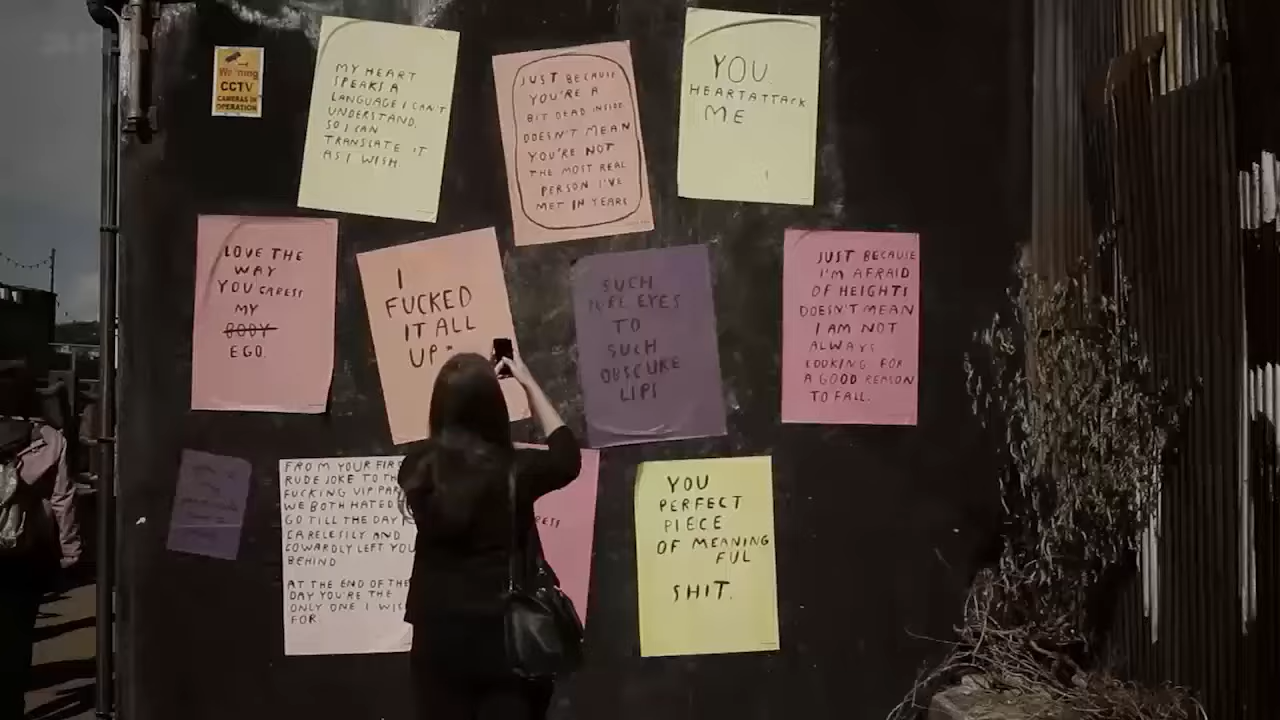 Warning
CCTV
CAMERAS IN
OPERATION
MY HEART
SPEAKS A
LANGUAGE I CAN'T
UNDERSTAND,
SO I CAN
TRANSLATE IT
AS I WISH.
JUST BECAUSE
YOU'RE A
BIT DEAD INSIDE
DOESN'T MEAN
YOU'RE NOT
THE MOST REAL
PERSON I'VE
MET IN YEARS
YOU.
HEARTATTACK
ME
LOVE THE
WAY
YOU CARESS
MY
BODY
EGO.
I
FUCKED
IT ALL
UP
SUCH
EYES
TO
SUCH
OBSCURE
LIPS
JUST BECAUSE
I'M AFRAID
OF HEIGHTS
DOESN'T MEAN
I AM NOT
ALWAYS
LOOKING FOR
A GOOD REASON
TO FALL.
FROM YOUR FIRST
RUDE JOKE TO TH
FUCKING VIP PAR
WE BOTH HATED
GO TILL THE DAY I
CARELESSLY AND
COWARDLY LEFT YOU
BEHIND
AT THE END OF THE
DAY YOU'RE THE
ONLY ONE I WIS
FOR.
RESS
YOU
PERFECT
PIECE
OF MEANING
FUL
SHIT.